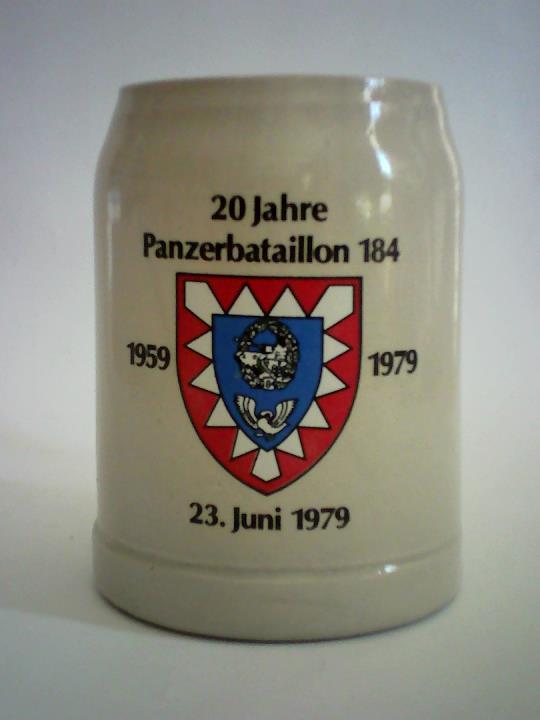 20 Jahre
Panzerbataillon 184
1959 1979
23. Juni 1979